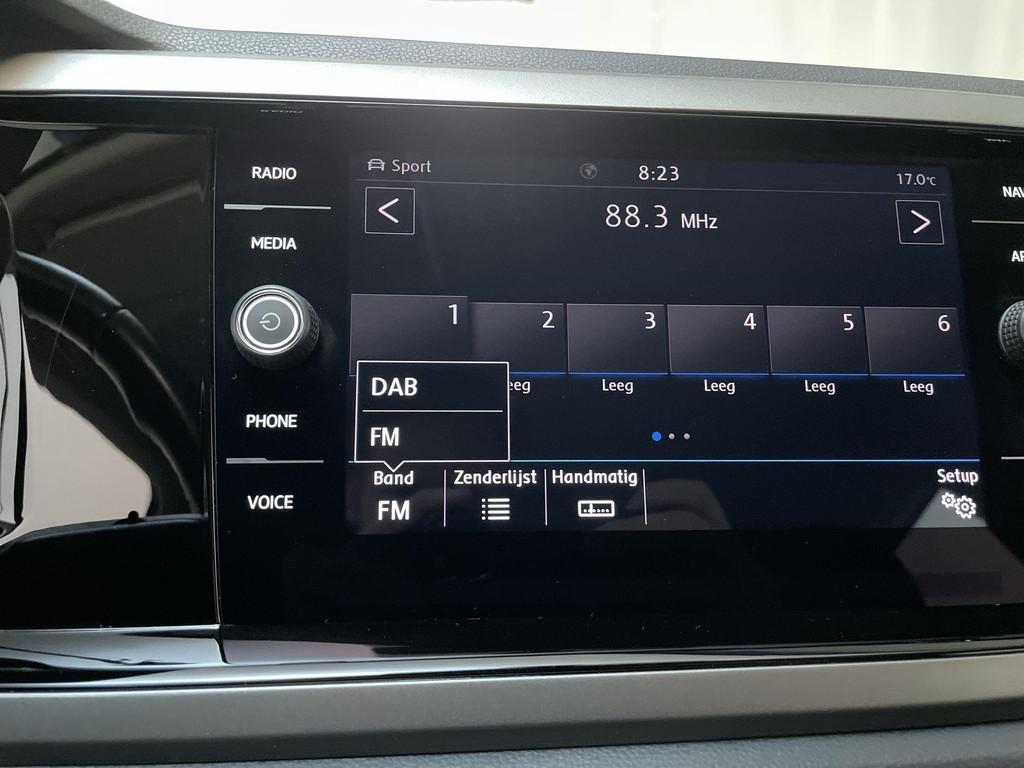 RADIO
MEDIA
PHONE
VOICE
Sport
8:23
17.0°C
88.3 MHz
1
2
3
4
5
6
Leeg
Leeg
Leeg
Leeg
DAB
FM
Band
FM
Zenderlijst
Handmatig
Setup